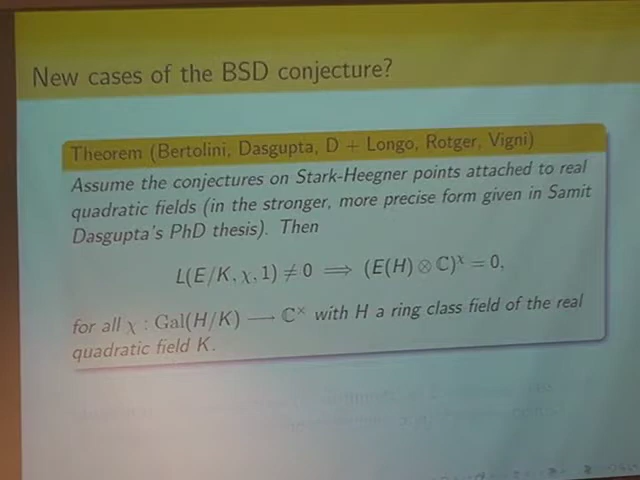 New cases of the BSD conjecture?
Theorem (Bertolini, Dasgupta, D + Longo, Rotger, Vigni)
Assume the conjectures on Stark-Heegner points attached to real
quadratic fields (in the stronger, more precise form given in Samit
Dasgupta's PhD thesis). Then
L(E/K, χ, 1) ≠ 0 ⟹ (E(H) ⊗ ℂ)^χ = 0,
for all χ : Gal(H/K) ⟶ ℂ^× with H a ring class field of the real
quadratic field K.